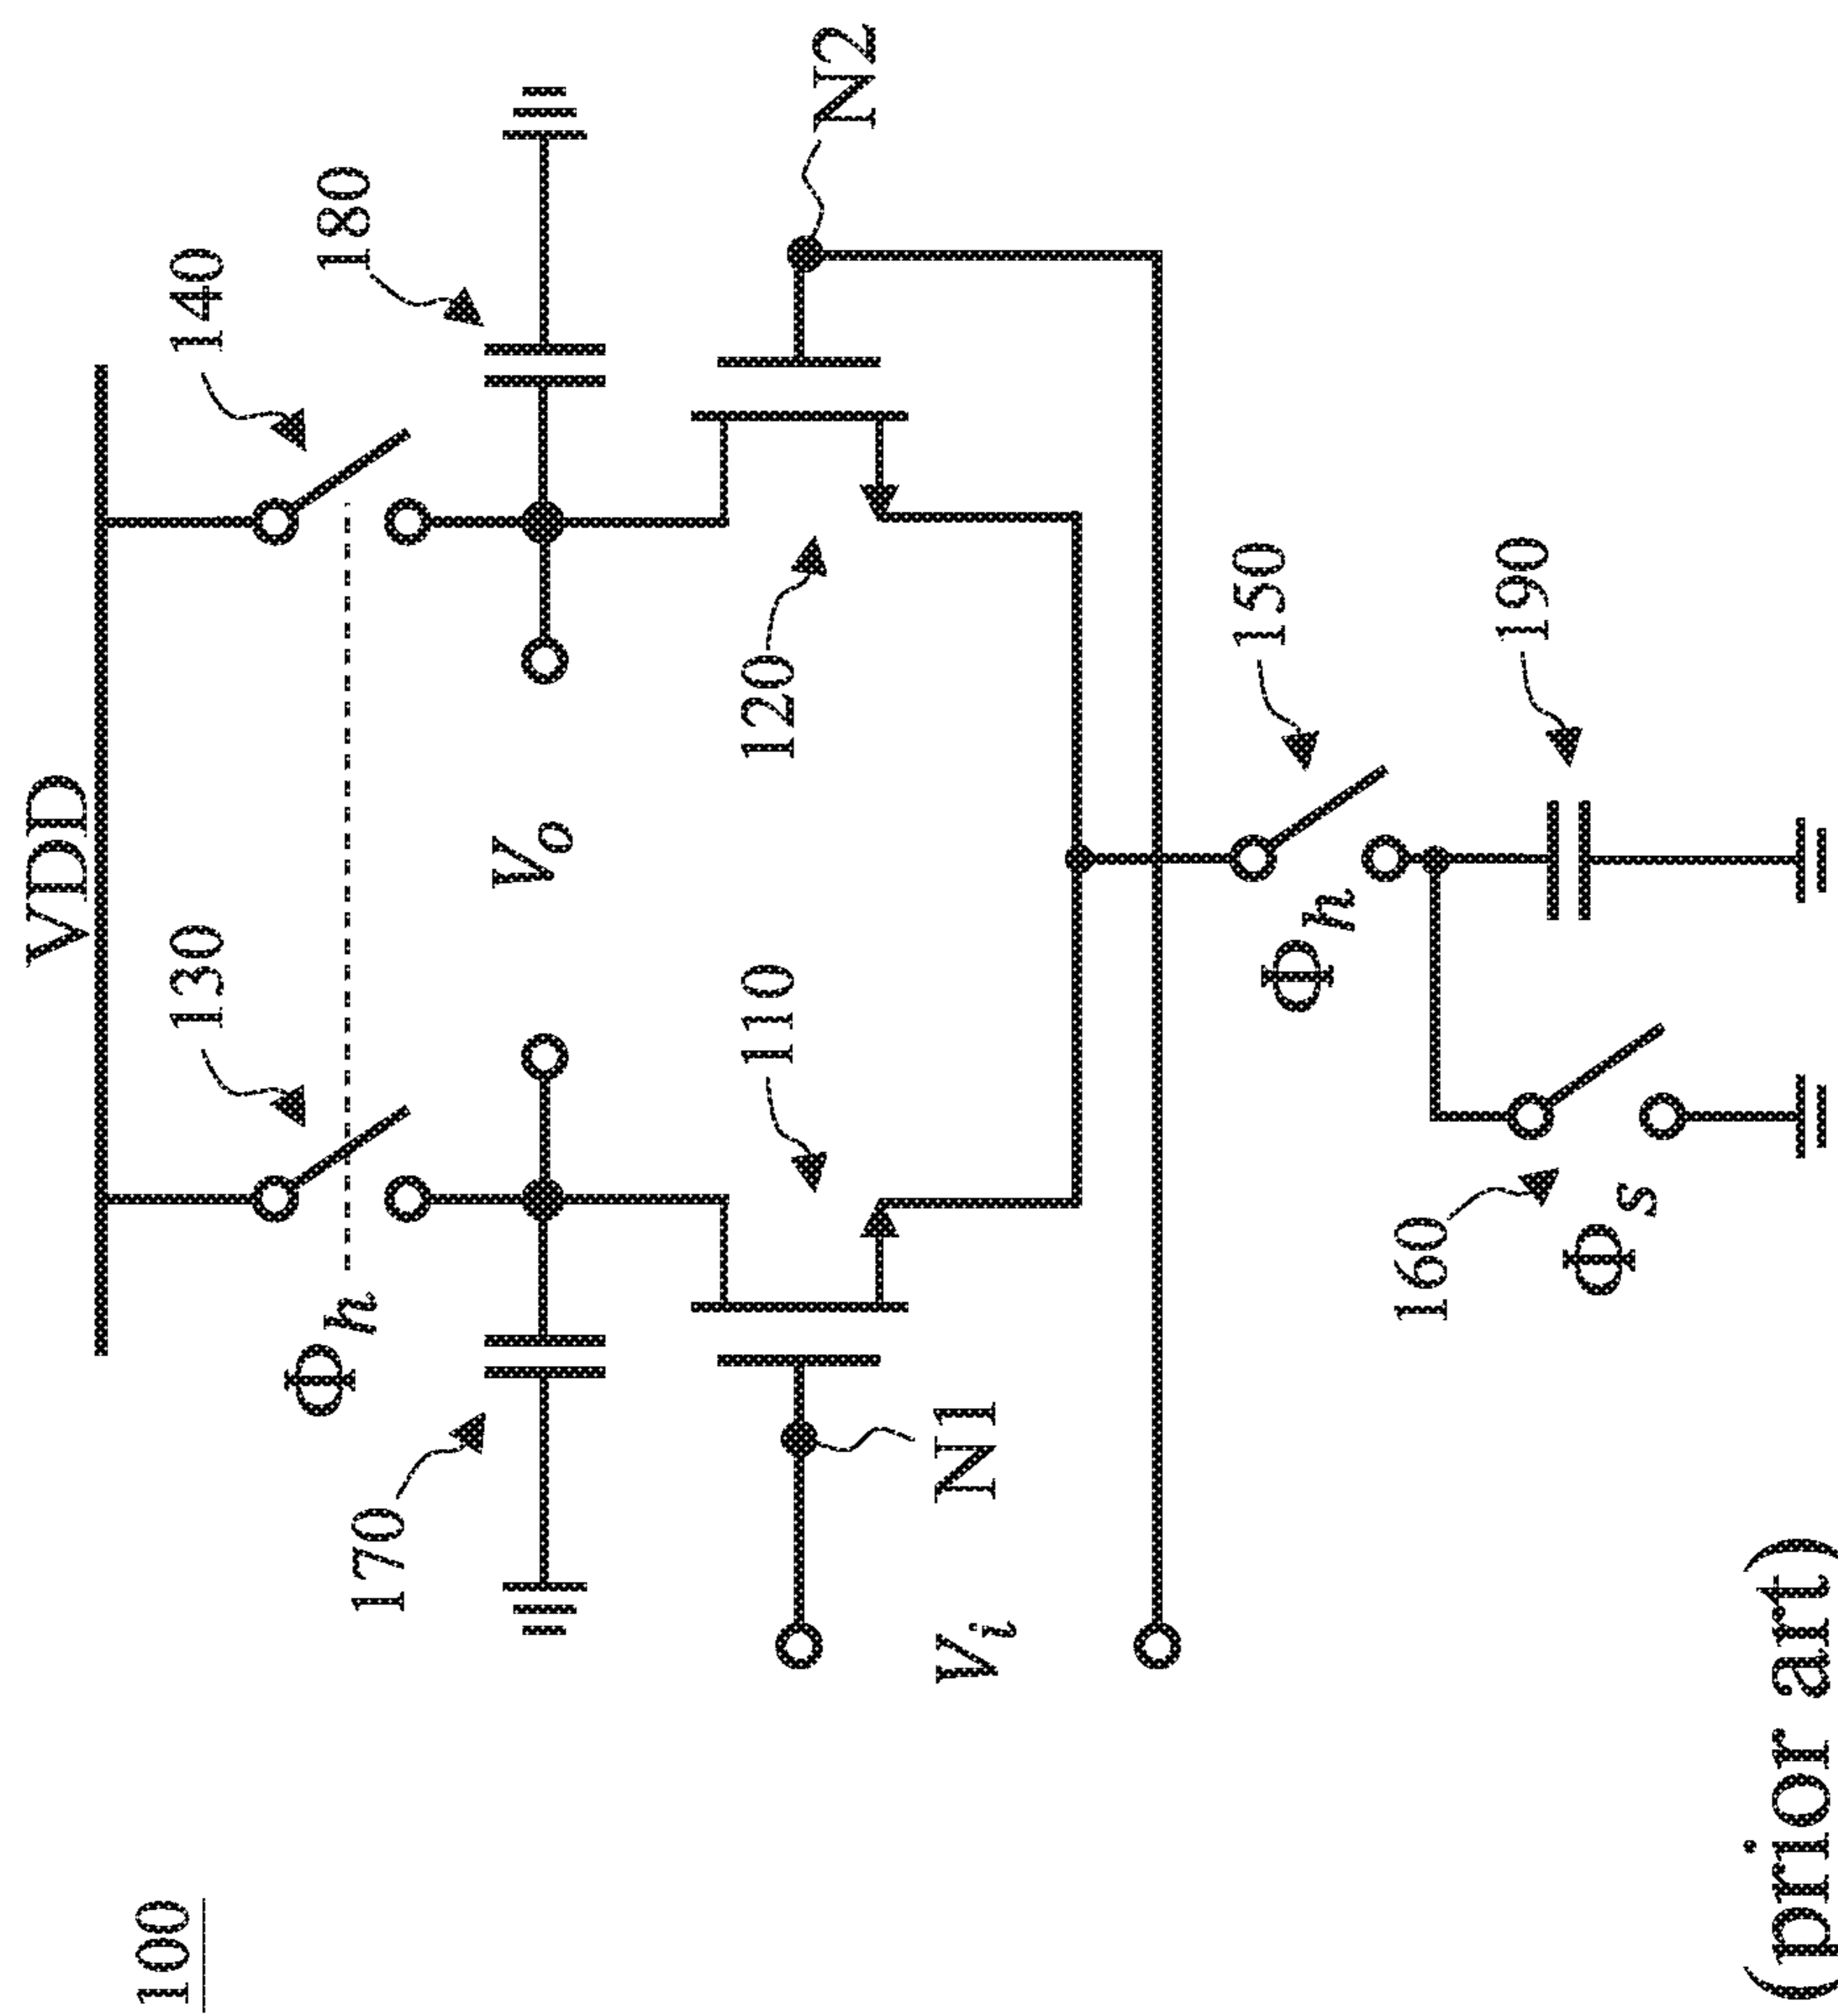 VDD
100
130
140
Φh
180
170
Vo
110
120
N2
N1
Vi
150
Φh
160
190
Φs
(prior art)